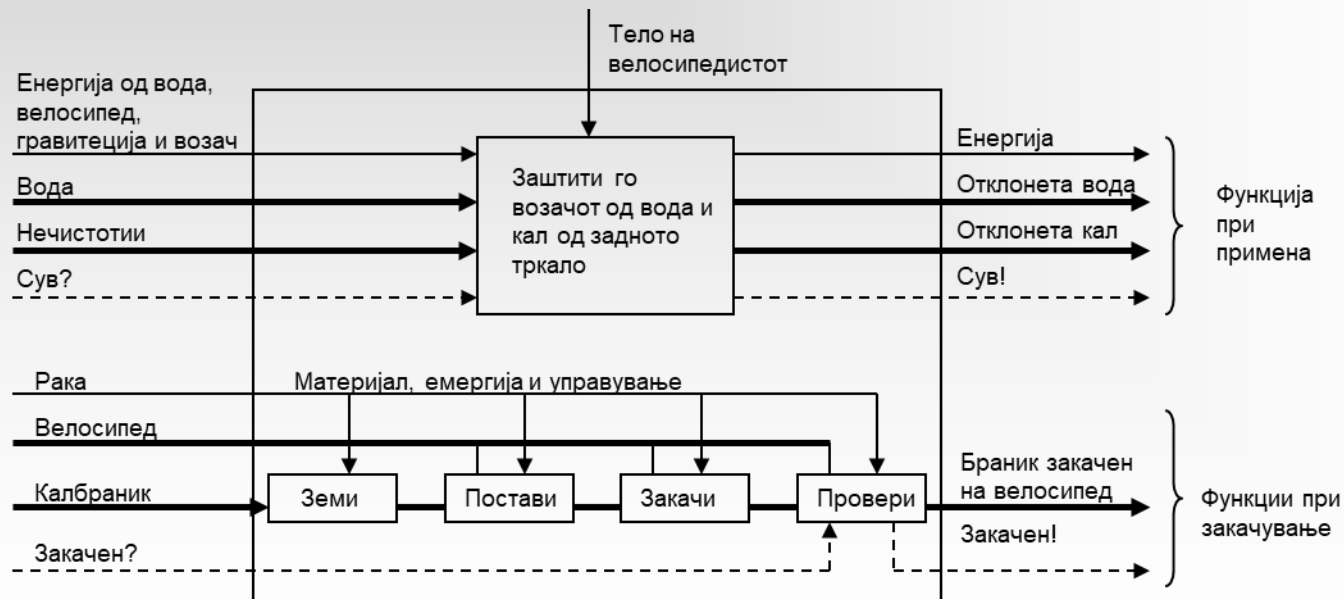 Тело на
велосипедистот
Енергија од вода,
велосипед,
гравитеција и возач
Вода
Нечистотии
Сув?
Заштити го
возачот од вода и
кал од задното
тркало
Енергија
Отклонета вода
Отклонета кал
Сув!
Функција
при
примена
Рака
Материјал, емергија и управување
Велосипед
Калбраник
Закачен?
Земи
Постави
Закачи
Провери
Браник закачен
на велосипед
Закачен!
Функции при
закачување